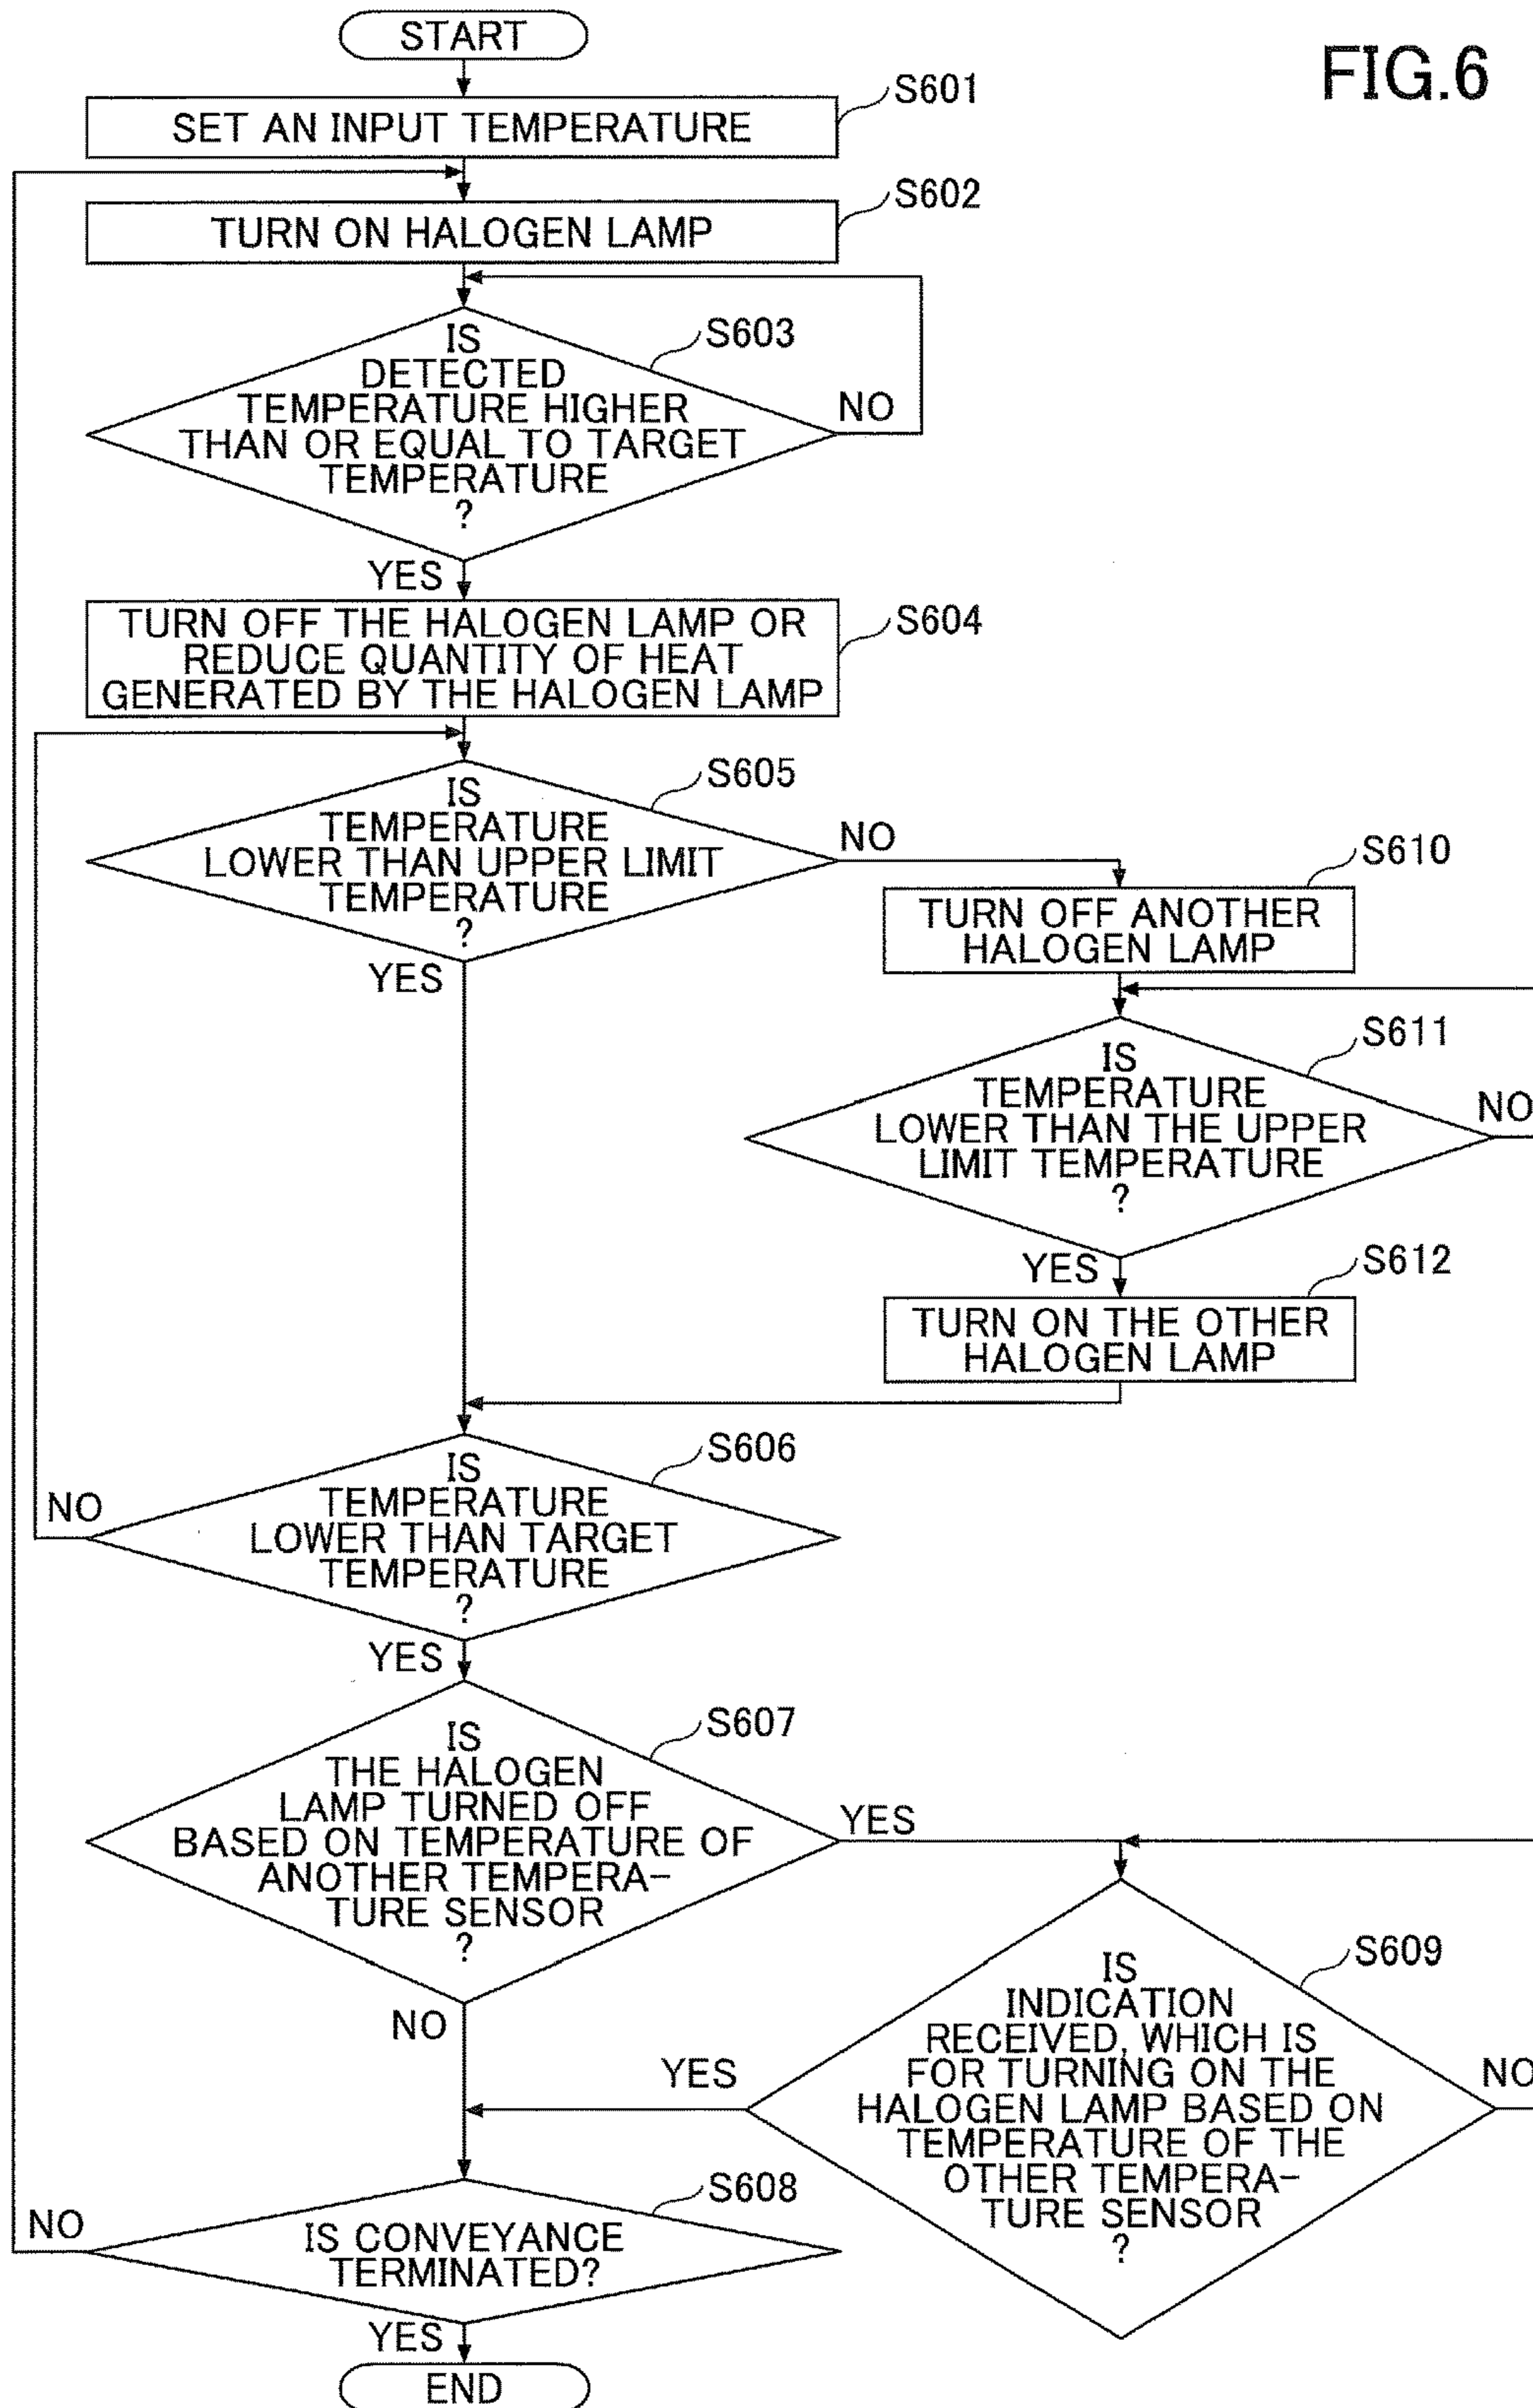 START
FIG.6
S601
SET AN INPUT TEMPERATURE
S602
TURN ON HALOGEN LAMP
S603
IS
DETECTED
TEMPERATURE HIGHER
THAN OR EQUAL TO TARGET
TEMPERATURE
?
NO
YES
S604
TURN OFF THE HALOGEN LAMP OR
REDUCE QUANTITY OF HEAT
GENERATED BY THE HALOGEN LAMP
S605
IS
TEMPERATURE
LOWER THAN UPPER LIMIT
TEMPERATURE
?
NO
YES
S610
TURN OFF ANOTHER
HALOGEN LAMP
S611
IS
TEMPERATURE
LOWER THAN THE UPPER
LIMIT TEMPERATURE
?
NO
YES
S612
TURN ON THE OTHER
HALOGEN LAMP
S606
IS
TEMPERATURE
LOWER THAN TARGET
TEMPERATURE
?
NO
YES
S607
IS
THE HALOGEN
LAMP TURNED OFF
BASED ON TEMPERATURE OF
ANOTHER TEMPERA-
TURE SENSOR
?
YES
NO
S609
IS
INDICATION
RECEIVED, WHICH IS
FOR TURNING ON THE
HALOGEN LAMP BASED ON
TEMPERATURE OF THE
OTHER TEMPERA-
TURE SENSOR
?
YES
NO
S608
IS CONVEYANCE
TERMINATED?
NO
YES
END